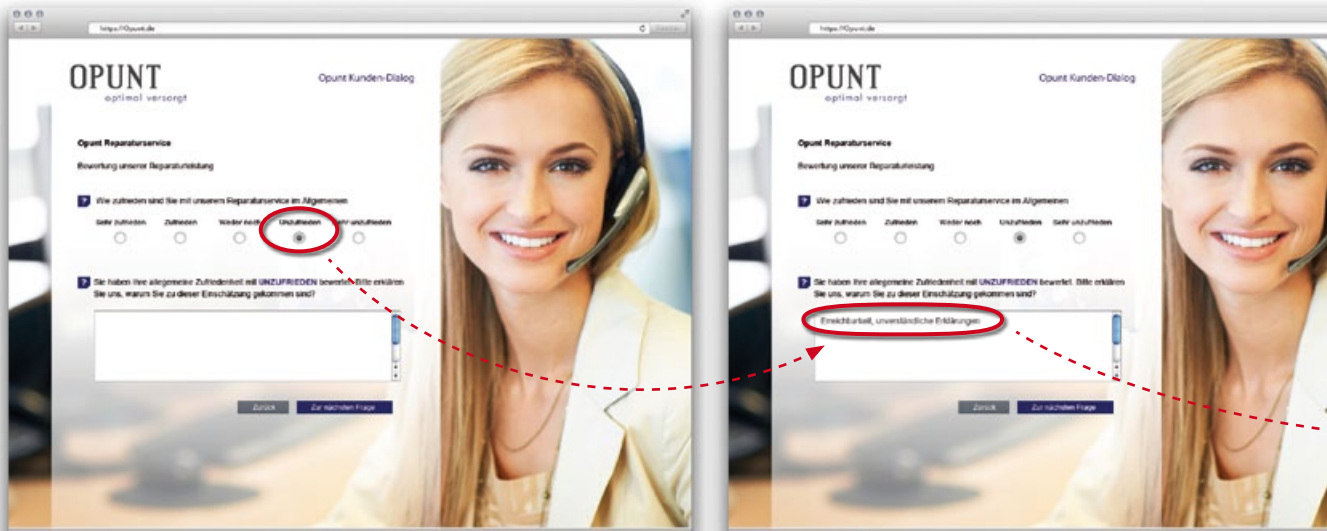 https://Opunt.de
OPUNT
optimal versorgt
Opunt Kunden-Dialog
Opunt Reparaturservice
Bewertung unserer Reparaturleistung
? Wie zufrieden sind Sie mit unserem Reparaturservice im Allgemeinen
Sehr zufrieden Zufrieden Weder noch Unzufrieden Sehr unzufrieden
? Sie haben Ihre allegemeine Zufriedenheit mit UNZUFRIEDEN bewertet. Bitte erklären
Sie uns, warum Sie zu dieser Einschätzung gekommen sind?
Zurück Zur nächsten Frage
https://Opunt.de
OPUNT
optimal versorgt
Opunt Kunden-Dialog
Opunt Reparaturservice
Bewertung unserer Reparaturleistung
? Wie zufrieden sind Sie mit unserem Reparaturservice im Allgemeinen
Sehr zufrieden Zufrieden Weder noch Unzufrieden Sehr unzufrieden
? Sie haben Ihre allegemeine Zufriedenheit mit UNZUFRIEDEN bewertet. Bitte erklären
Sie uns, warum Sie zu dieser Einschätzung gekommen sind?
Erreichbarkeit, unverständliche Erklärungen
Zurück Zur nächsten Frage